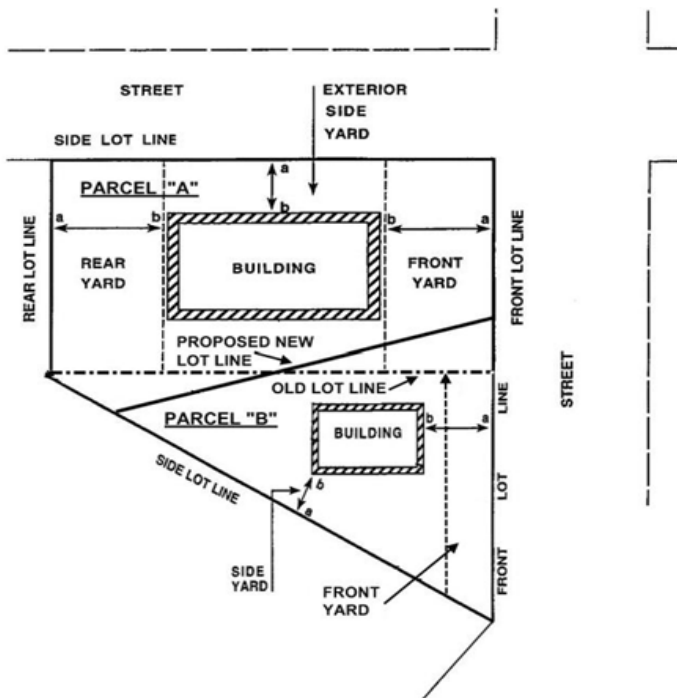 STREET
EXTERIOR
SIDE
YARD
SIDE LOT LINE
PARCEL "A"
a
b
a
b
b
a
REAR LOT LINE
REAR
YARD
BUILDING
FRONT
YARD
FRONT LOT LINE
PROPOSED NEW
LOT LINE
OLD LOT LINE
STREET
PARCEL "B"
BUILDING
b
a
FRONT LOT LINE
SIDE LOT LINE
b
a
SIDE
YARD
FRONT
YARD